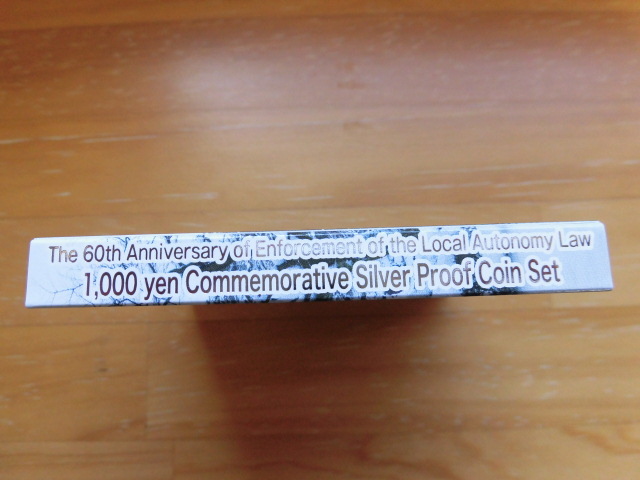 The 60th Anniversary of Enforcement of the Local Autonomy Law
1,000 yen Commemorative Silver Proof Coin Set